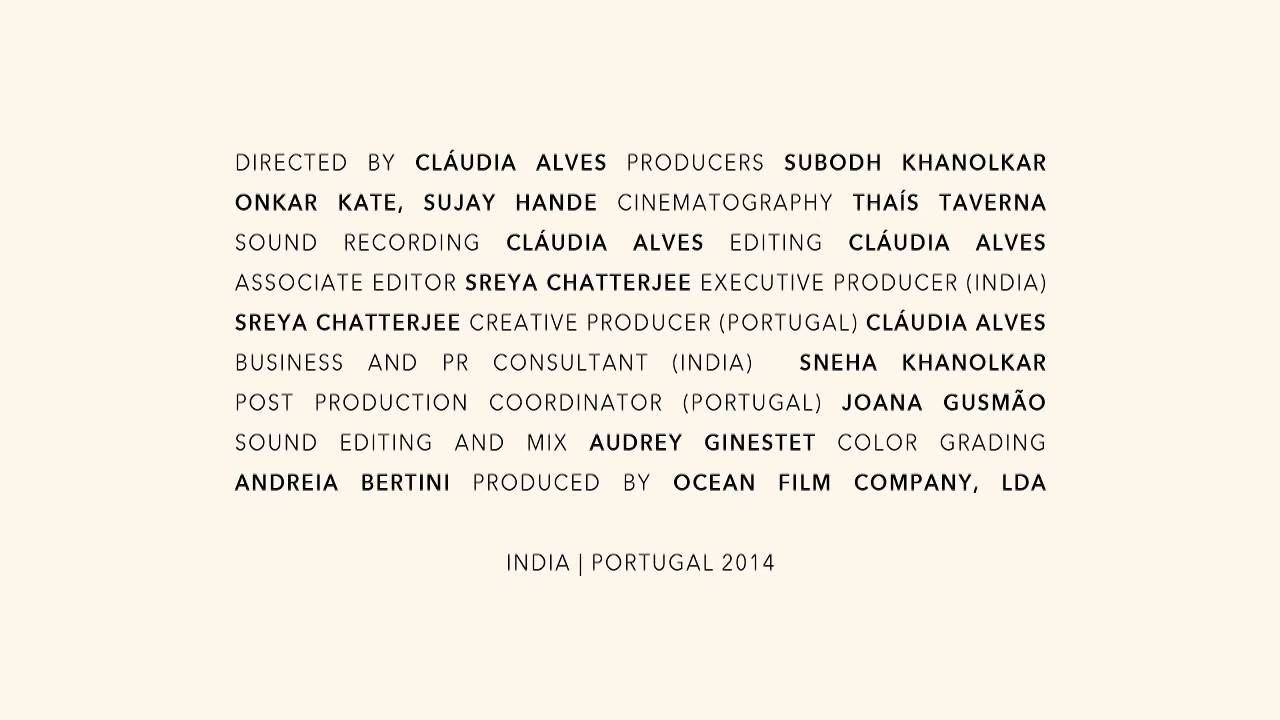 DIRECTED BY CLÁUDIA ALVES PRODUCERS SUBODH KHANOLKAR
ONKAR KATE, SUJAY HANDE CINEMATOGRAPHY THAÍS TAVERNA
SOUND RECORDING CLÁUDIA ALVES EDITING CLÁUDIA ALVES
ASSOCIATE EDITOR SREYA CHATTERJEE EXECUTIVE PRODUCER (INDIA)
SREYA CHATTERJEE CREATIVE PRODUCER (PORTUGAL) CLÁUDIA ALVES
BUSINESS AND PR CONSULTANT (INDIA) SNEHA KHANOLKAR
POST PRODUCTION COORDINATOR (PORTUGAL) JOANA GUSMÃO
SOUND EDITING AND MIX AUDREY GINESTET COLOR GRADING
ANDREIA BERTINI PRODUCED BY OCEAN FILM COMPANY, LDA
INDIA | PORTUGAL 2014